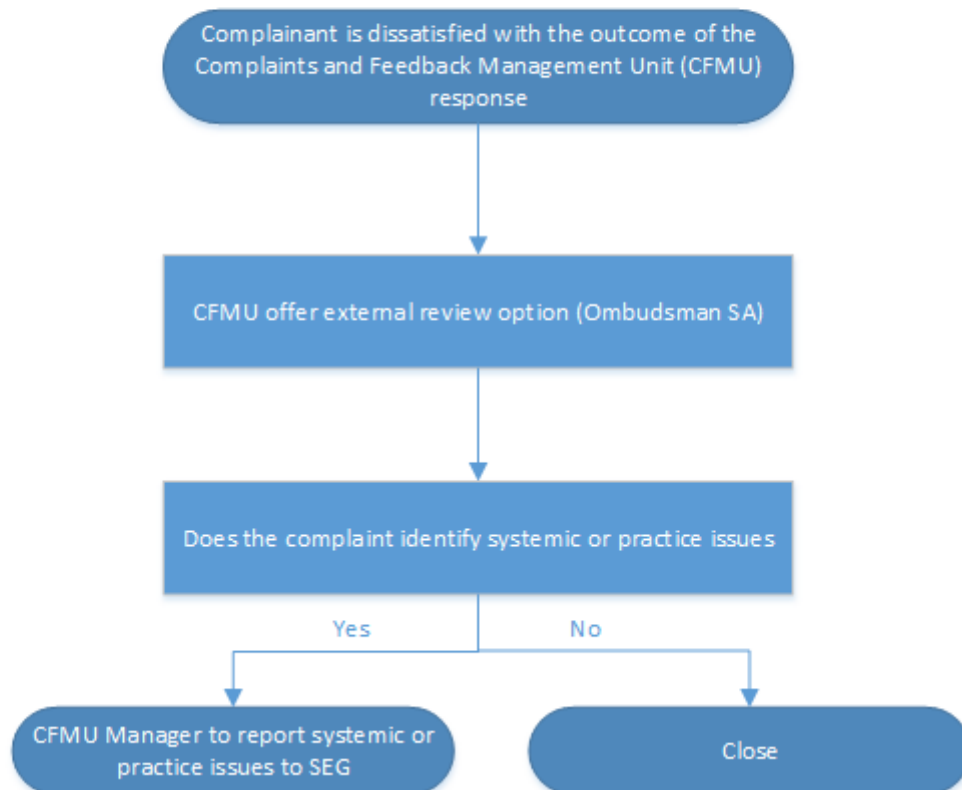 Complainant is dissatisfied with the outcome of the
Complaints and Feedback Management Unit (CFMU)
response
CFMU offer external review option (Ombudsman SA)
Does the complaint identify systemic or practice issues
Yes
No
CFMU Manager to report systemic or
practice issues to SEG
Close